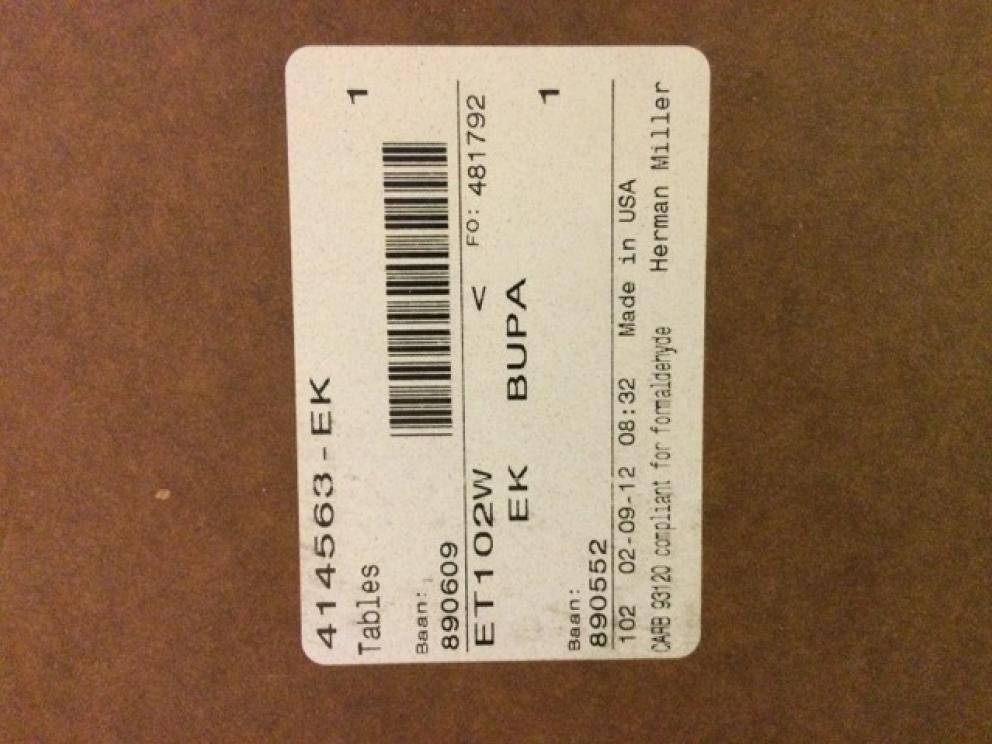 414563-EK
Tables 1
Baan:
890609
ET102W < FO: 481792
EK BUPA 1
Baan:
890552
102 02-09-12 08:32 Made in USA
CARB 93120 compliant for formaldehyde Herman Miller